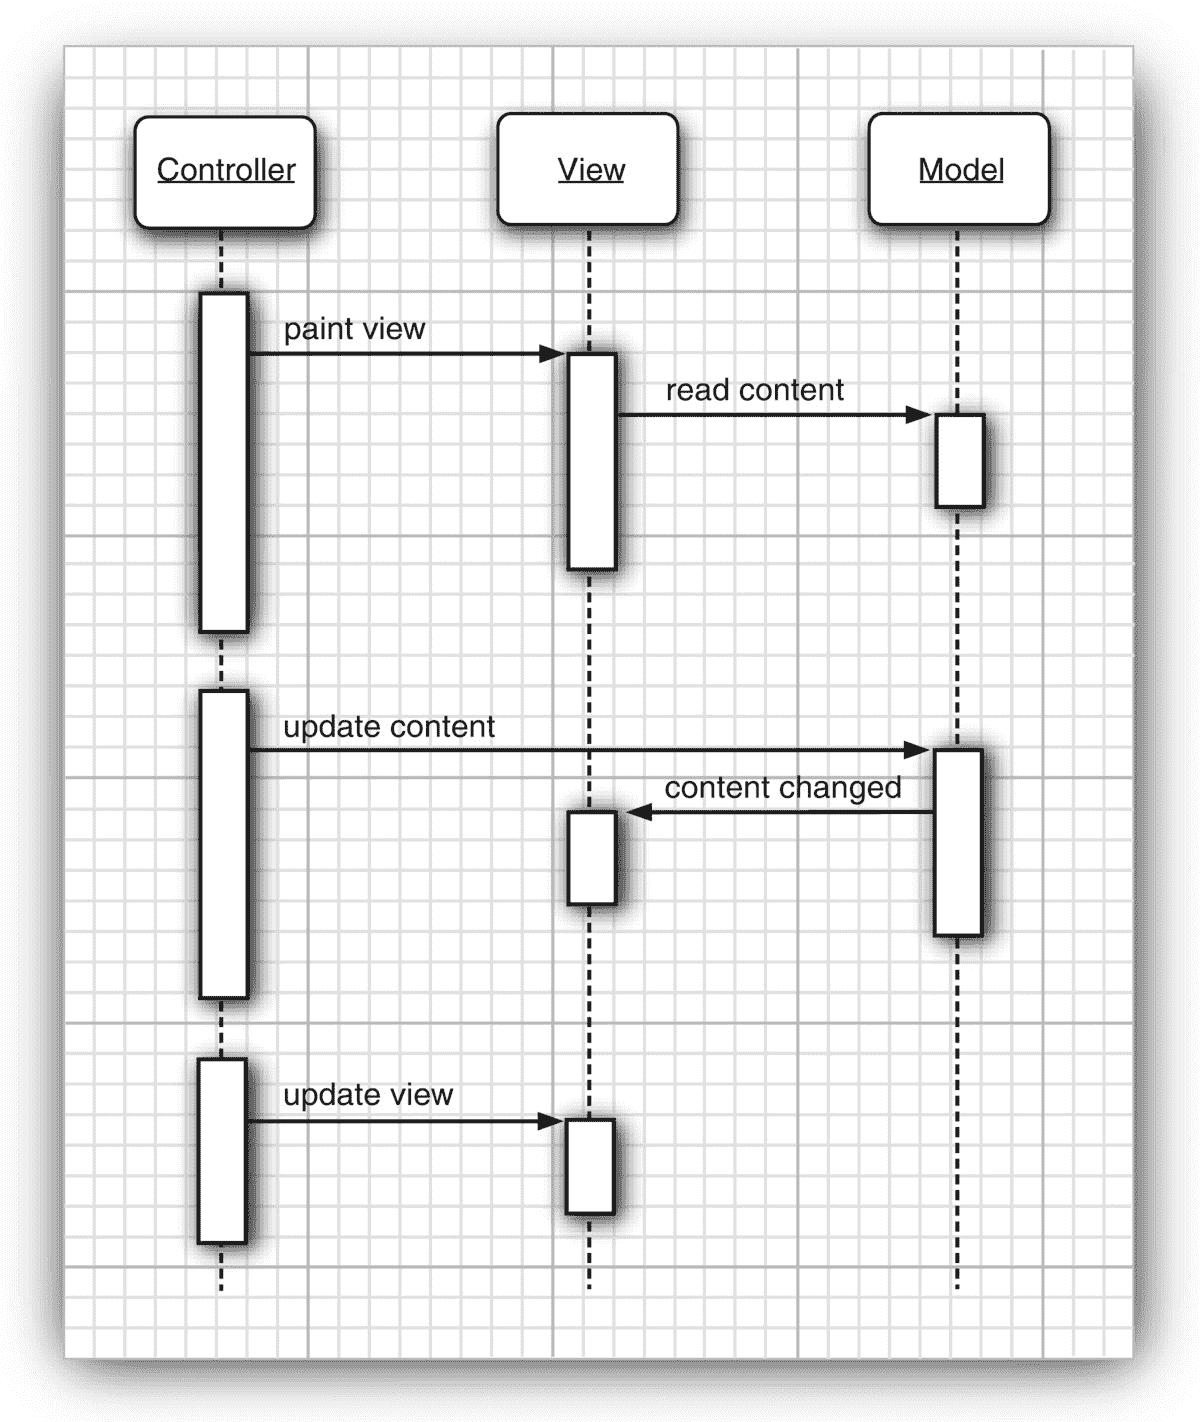 Controller
View
Model
paint view
read content
update content
content changed
update view